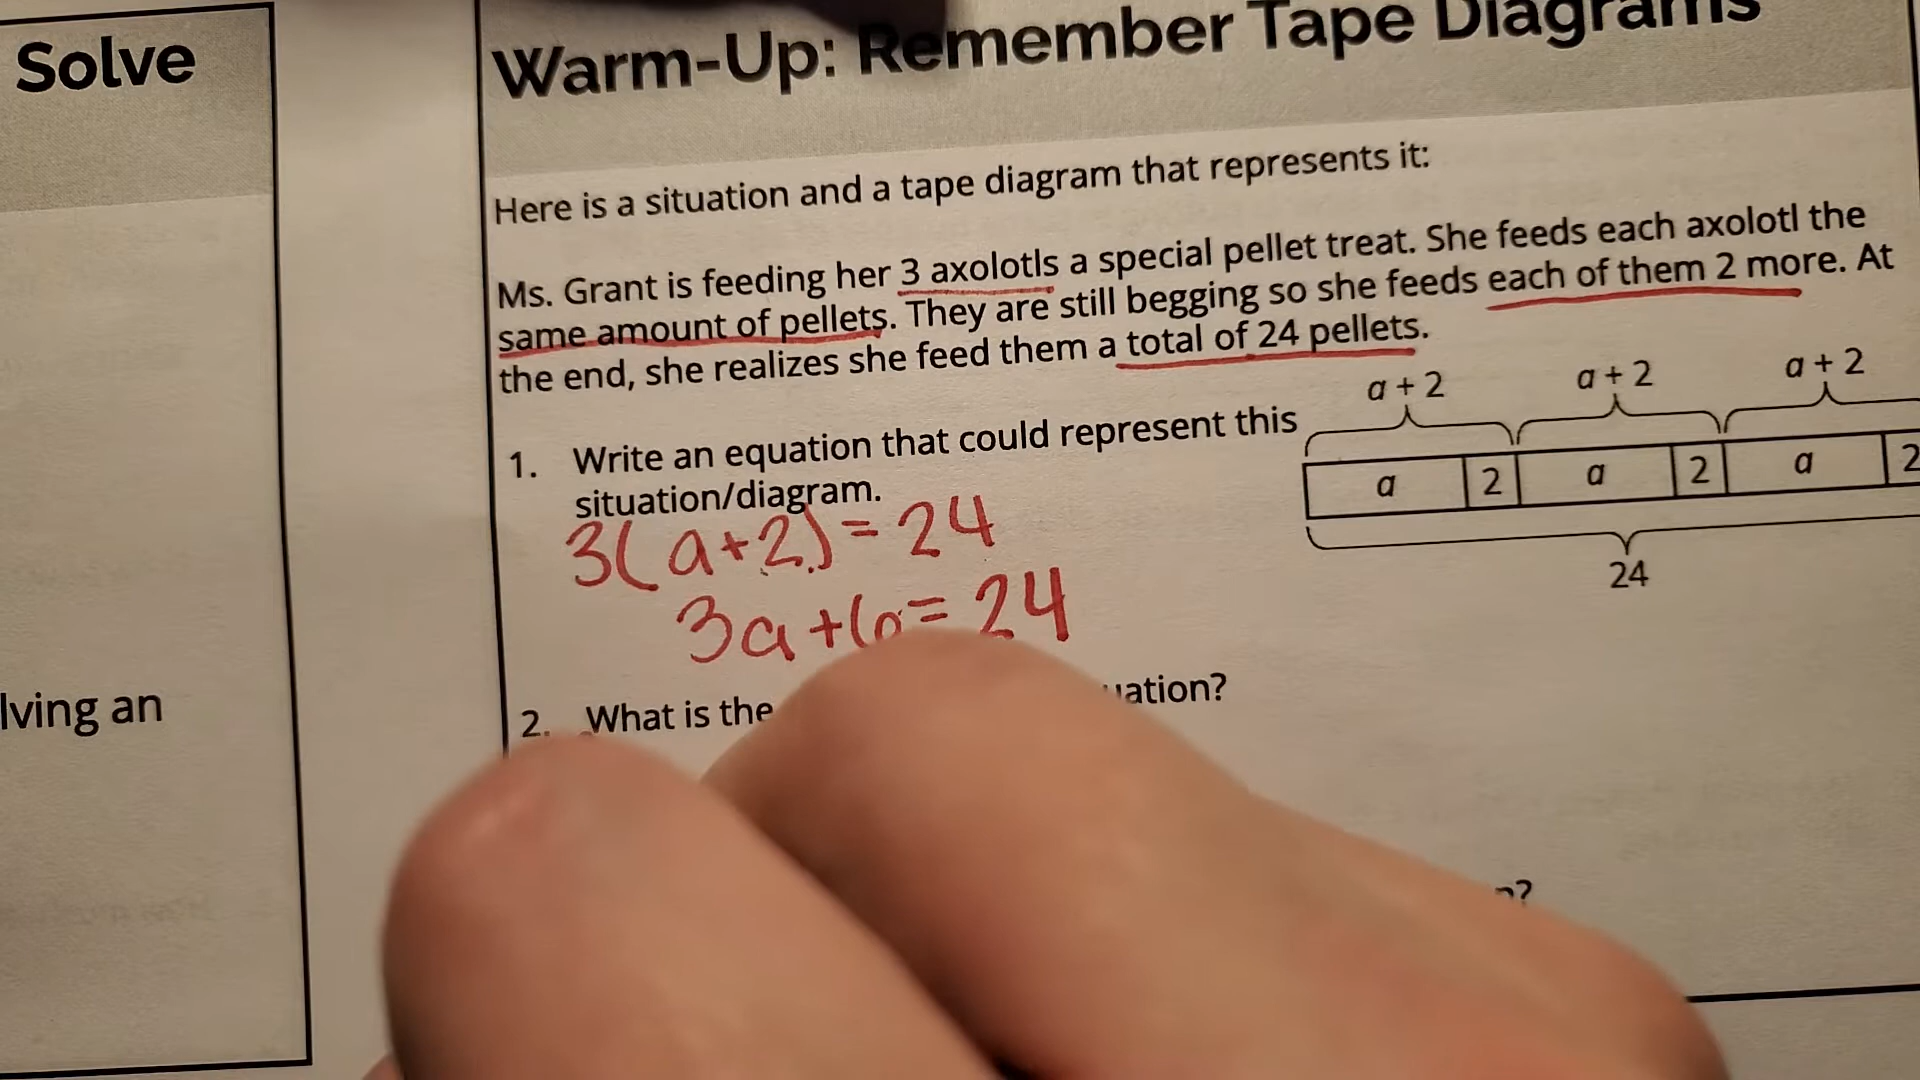 Solve
lving an
Warm-Up: Remember Tape Diagrams
Here is a situation and a tape diagram that represents it:
Ms. Grant is feeding her 3 axolotls a special pellet treat. She feeds each axolotl the
same amount of pellets. They are still begging so she feeds each of them 2 more. At
the end, she realizes she feed them a total of 24 pellets.
1. Write an equation that could represent this
situation/diagram.
3(a+2)=24
3a+6=24
a + 2 a + 2 a + 2
a 2 a 2 a 2
24
2. What is the